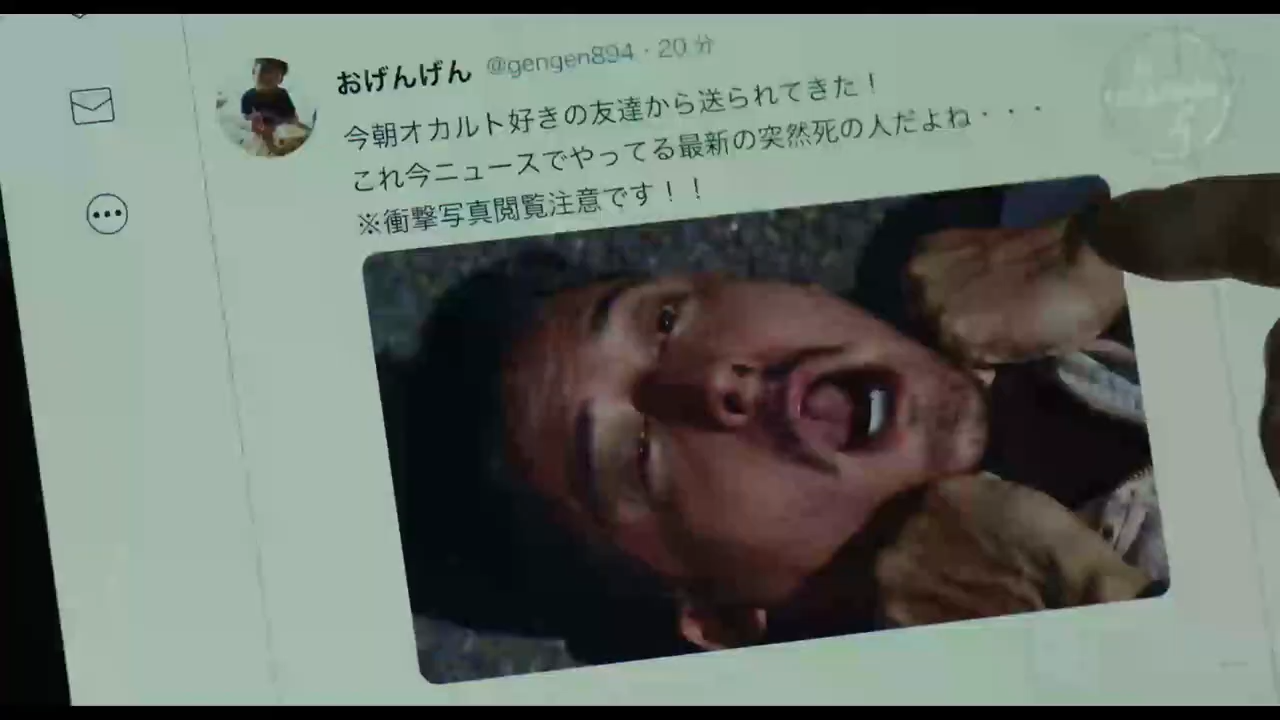 おげんげん @gengen894・20分
今朝オカルト好きの友達から送られてきた！
これ今ニュースでやってる最新の突然死の人だよね・・・
※衝撃写真閲覧注意です！！